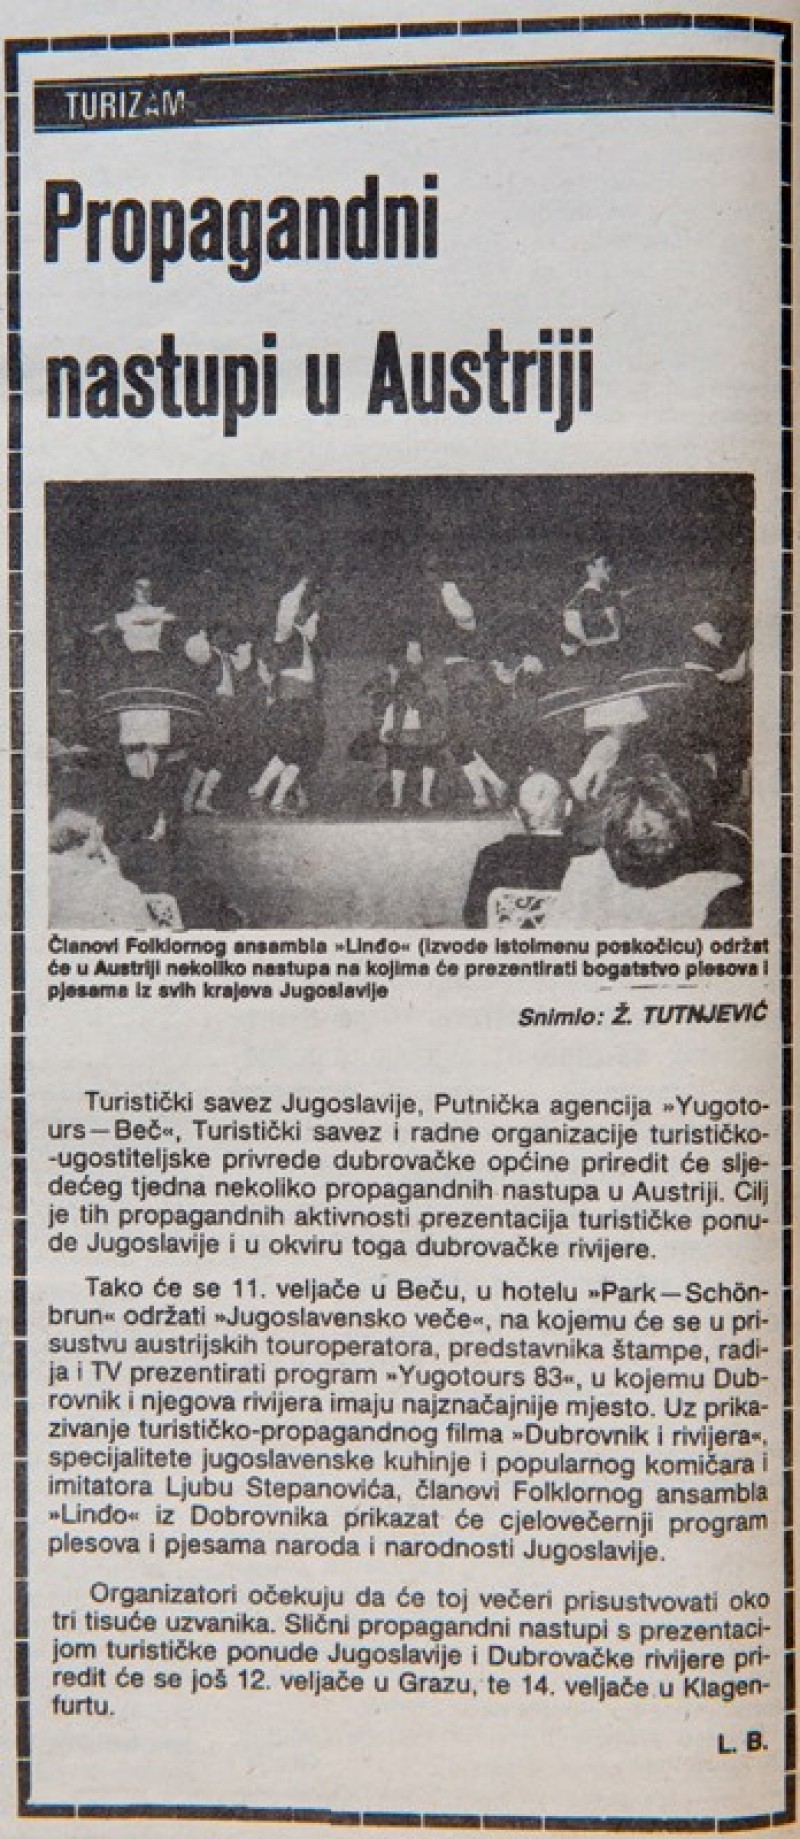 TURIZAM
Propagandni
nastupi u Austriji
Članovi Folklornog ansambla »Linđo« (izvode istoimenu poskočicu) održat
će u Austriji nekoliko nastupa na kojima će prezentirati bogatstvo plesova i
pjesama iz svih krajeva Jugoslavije
Snimio: Ž. TUTNJEVIĆ
Turistički savez Jugoslavije, Putnička agencija »Yugoto-
urs—Beč«, Turistički savez i radne organizacije turističko-
-ugostiteljske privrede dubrovačke općine priredit će slje-
dećeg tjedna nekoliko propagandnih nastupa u Austriji. Cilj
je tih propagandnih aktivnosti prezentacija turističke ponu-
de Jugoslavije i u okviru toga dubrovačke rivijere.
Tako će se 11. veljače u Beču, u hotelu »Park—Schön-
brun« održati »Jugoslavensko veče«, na kojemu će se u pri-
sustvu austrijskih touroperatora, predstavnika štampe, radi-
ja i TV prezentirati program »Yugotours 83«, u kojemu Dub-
rovnik i njegova rivijera imaju najznačajnije mjesto. Uz prika-
zivanje turističko-propagandnog filma »Dubrovnik i rivijera«,
specijalitete jugoslavenske kuhinje i popularnog komičara i
imitatora Ljubu Stepanovića, članovi Folklornog ansambla
»Linđo« iz Dobrovnika prikazat će cjelovečernji program
plesova i pjesama naroda i narodnosti Jugoslavije.
Organizatori očekuju da će toj večeri prisustvovati oko
tri tisuće uzvanika. Slični propagandni nastupi s prezentaci-
jom turističke ponude Jugoslavije i Dubrovačke rivijere pri-
redit će se još 12. veljače u Grazu, te 14. veljače u Klagen-
furtu.
L. B.